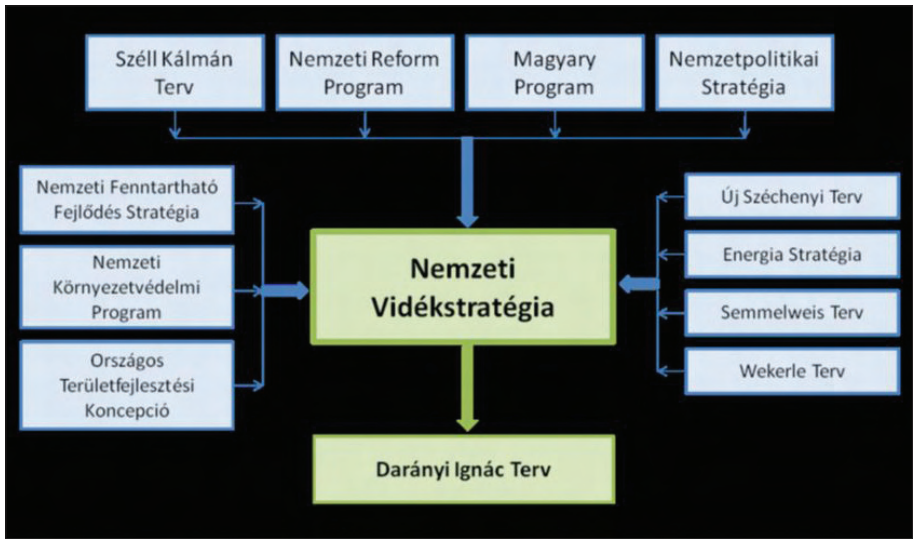 Széll Kálmán
Terv
Nemzeti Reform
Program
Magyary
Program
Nemzetpolitikai
Stratégia
Nemzeti Fenntartható
Fejlődés Stratégia
Nemzeti
Környezetvédelmi
Program
Országos
Területfejlesztési
Koncepció
Nemzeti
Vidékstratégia
Új Széchenyi Terv
Energia Stratégia
Semmelweis Terv
Wekerle Terv
Darányi Ignác Terv